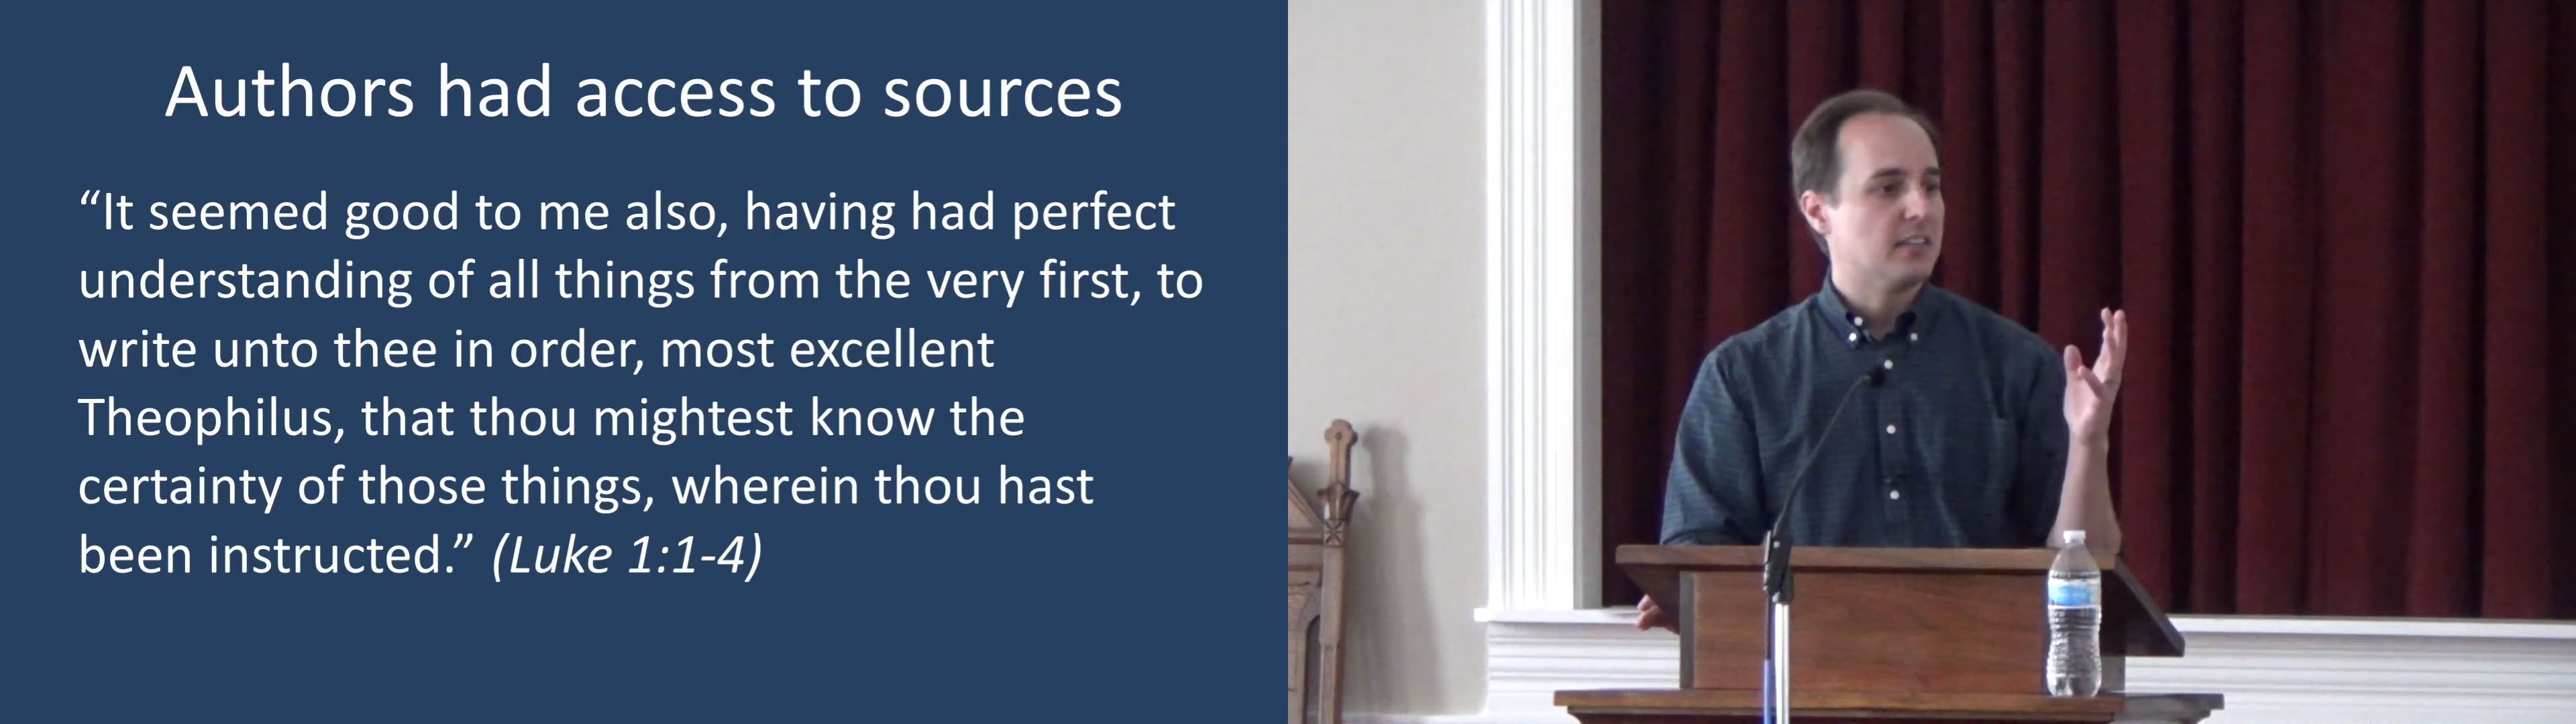 Authors had access to sources
“It seemed good to me also, having had perfect
understanding of all things from the very first, to
write unto thee in order, most excellent
Theophilus, that thou mightest know the
certainty of those things, wherein thou hast
been instructed.” (Luke 1:1-4)